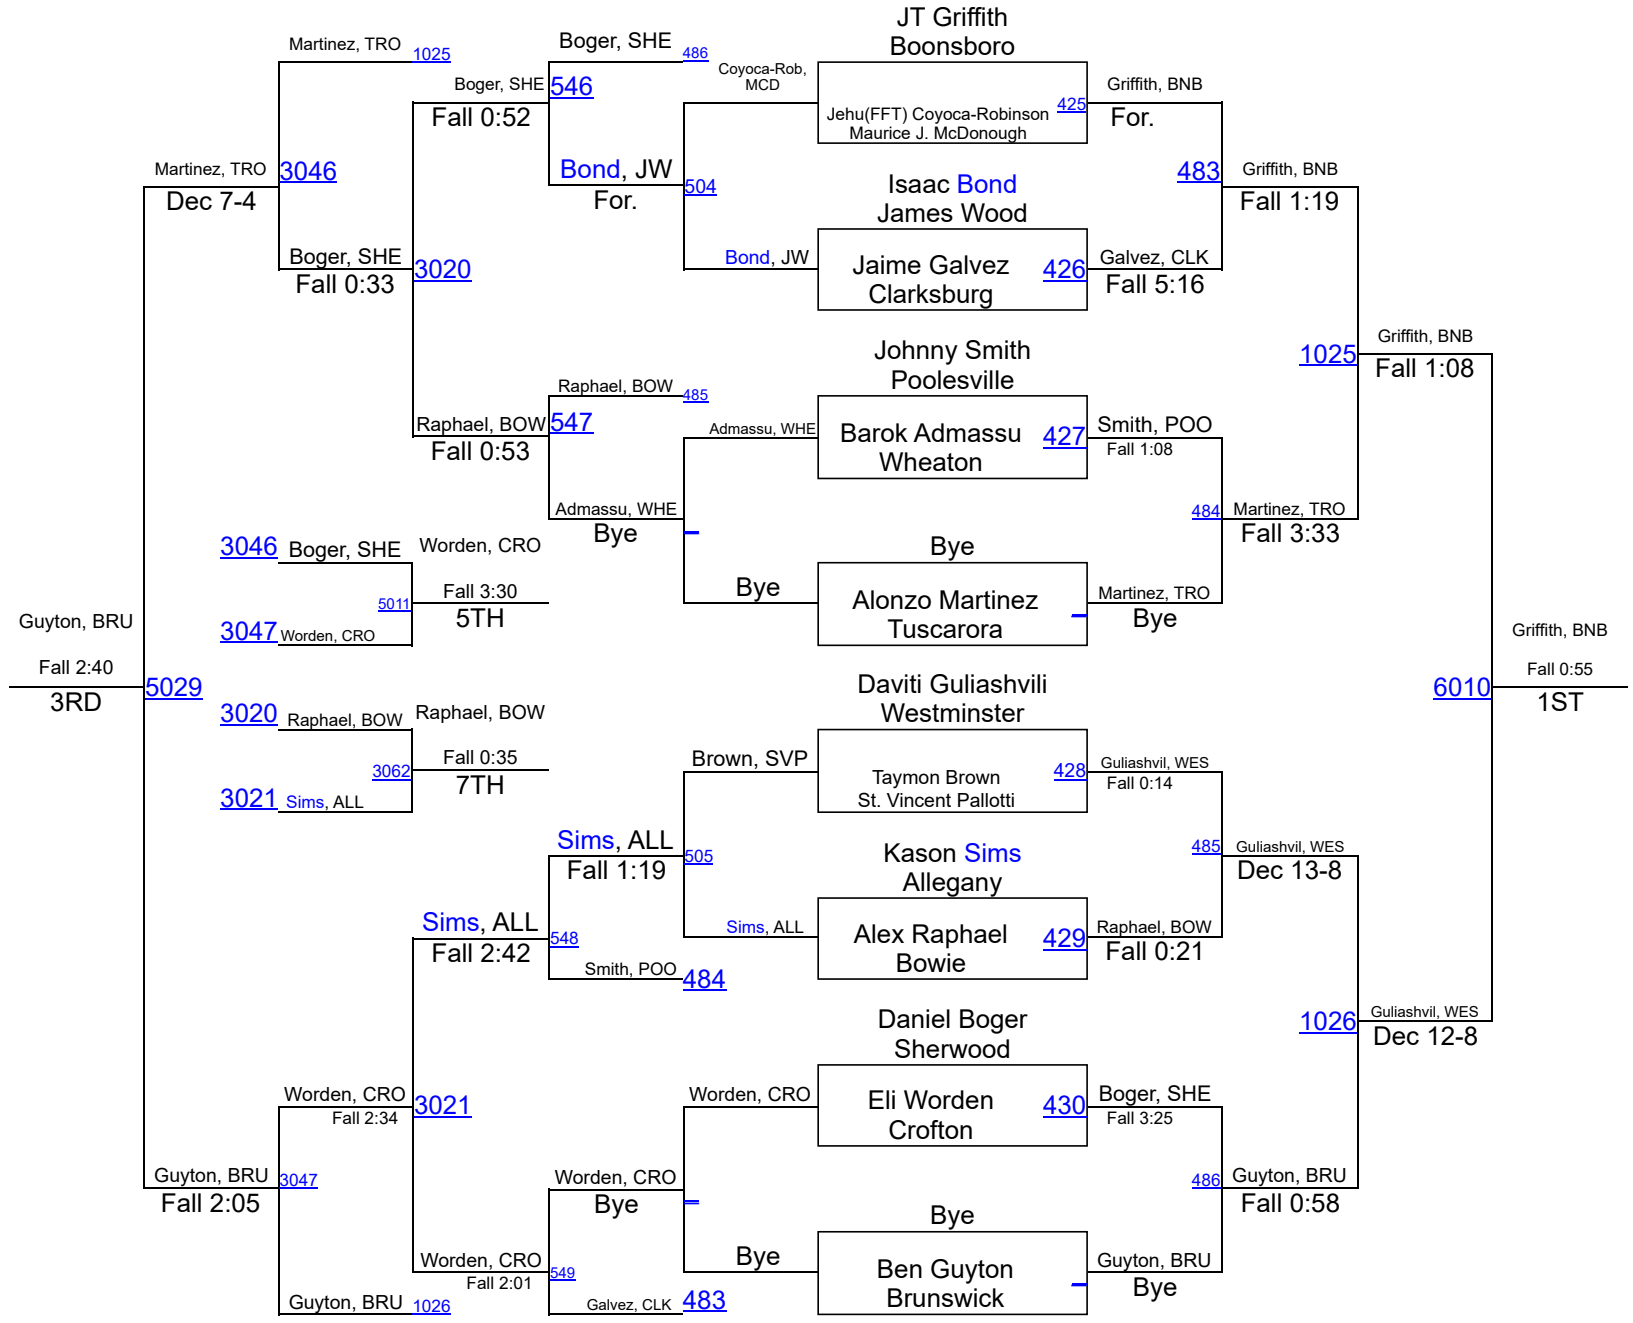 JT Griffith
Boonsboro
Martinez, TRO 1025
Boger, SHE 486
Coyoca-Rob,
MCD
Boger, SHE 546
Fall 0:52
Jehu(FFT) Coyoca-Robinson
Maurice J. McDonough
425
Griffith, BNB
For.
Martinez, TRO 3046
Dec 7-4
Bond, JW 504
For.
Isaac Bond
James Wood
483 Griffith, BNB
Fall 1:19
Boger, SHE 3020
Fall 0:33
Bond, JW
Jaime Galvez
Clarksburg
426
Galvez, CLK
Fall 5:16
Johnny Smith
Poolesville
1025 Griffith, BNB
Fall 1:08
Raphael, BOW 485
Raphael, BOW 547
Fall 0:53
Admassu, WHE
Barok Admassu
Wheaton
427
Smith, POO
Fall 1:08
Admassu, WHE
Bye
484 Martinez, TRO
Fall 3:33
3046 Boger, SHE
Worden, CRO
Bye
5011
Fall 3:30
5TH
Bye
Alonzo Martinez
Tuscarora
Martinez, TRO
Bye
3047 Worden, CRO
Guyton, BRU
Fall 2:40
3RD
5029
Griffith, BNB
Fall 0:55
1ST
6010
Daviti Guliashvili
Westminster
3020 Raphael, BOW
Raphael, BOW
3062
Fall 0:35
7TH
3021 Sims, ALL
Brown, SVP
Taymon Brown
St. Vincent Pallotti
428
Guliashvil, WES
Fall 0:14
Sims, ALL 505
Fall 1:19
Kason Sims
Allegany
485 Guliashvil, WES
Dec 13-8
Sims, ALL 548
Fall 2:42
Sims, ALL
Alex Raphael
Bowie
429
Raphael, BOW
Fall 0:21
Smith, POO 484
Daniel Boger
Sherwood
1026 Guliashvil, WES
Dec 12-8
Worden, CRO 3021
Fall 2:34
Worden, CRO
Eli Worden
Crofton
430
Boger, SHE
Fall 3:25
Guyton, BRU 3047
Fall 2:05
Worden, CRO
Bye
486 Guyton, BRU
Fall 0:58
Bye
Worden, CRO 549
Fall 2:01
Bye
Ben Guyton
Brunswick
Guyton, BRU
Bye
Guyton, BRU 1026
Galvez, CLK 483